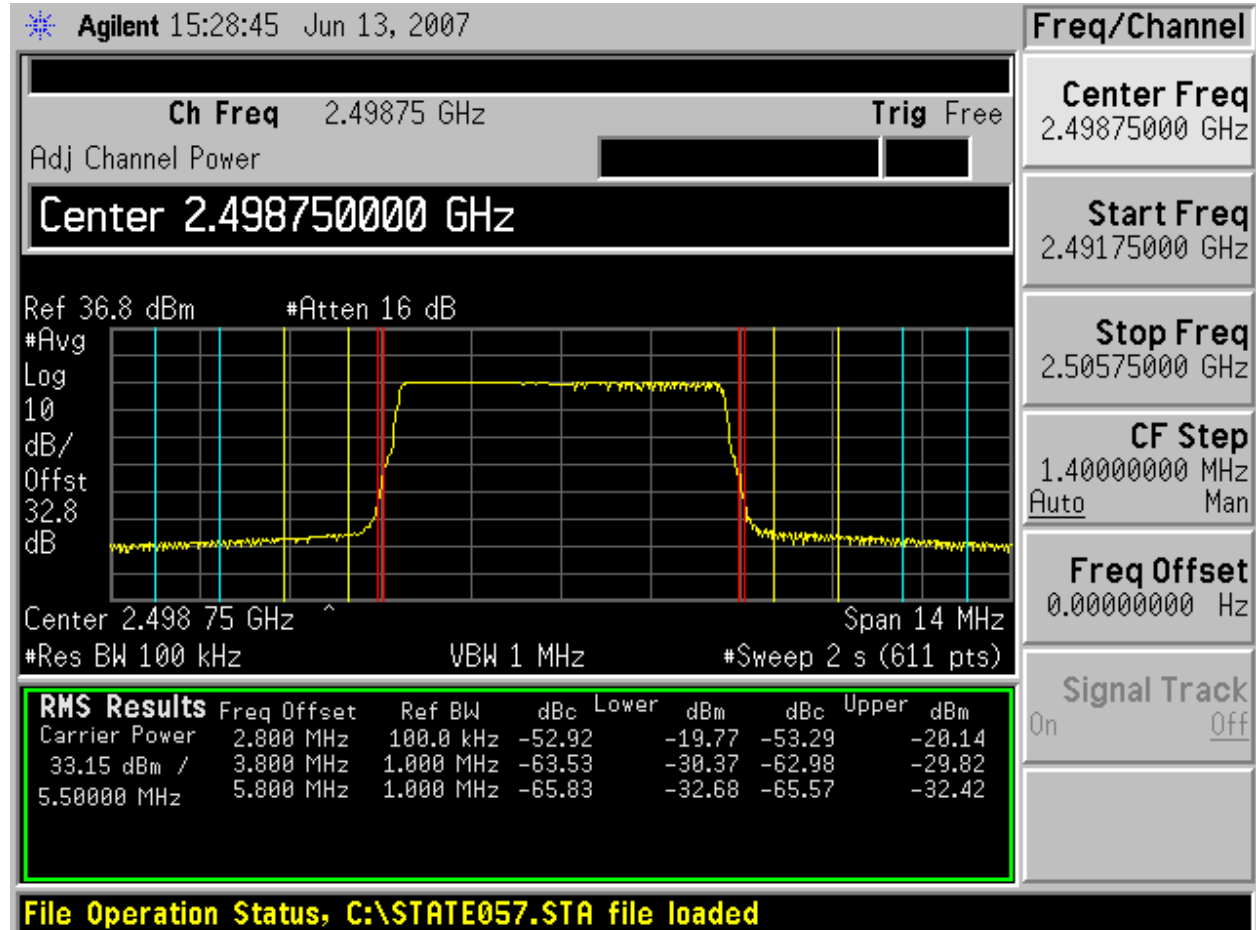 Agilent 15:28:45 Jun 13, 2007
Ch Freq 2.49875 GHz Trig Free
Adj Channel Power
Center 2.498750000 GHz
Ref 36.8 dBm #Atten 16 dB
#Avg
Log
10
dB/
Offst
32.8
dB
Center 2.498 75 GHz ^ Span 14 MHz
#Res BW 100 kHz VBW 1 MHz #Sweep 2 s (611 pts)
RMS Results Freq Offset Ref BW dBc Lower dBm dBc Upper dBm
Carrier Power 2.800 MHz 100.0 kHz -52.92 -19.77 -53.29 -20.14
33.15 dBm / 3.800 MHz 1.000 MHz -63.53 -30.37 -62.98 -29.82
5.50000 MHz 5.800 MHz 1.000 MHz -65.83 -32.68 -65.57 -32.42
File Operation Status, C:\STATE057.STA file loaded
Freq/Channel
Center Freq
2.49875000 GHz
Start Freq
2.49175000 GHz
Stop Freq
2.50575000 GHz
CF Step
1.40000000 MHz
Auto Man
Freq Offset
0.00000000 Hz
Signal Track
On Off